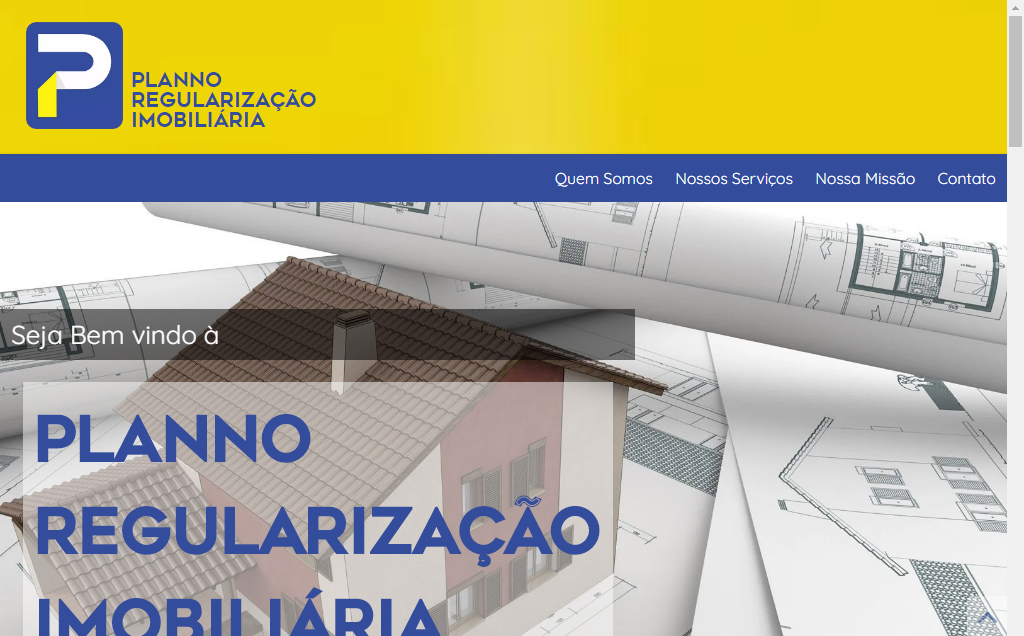 PLANNO
REGULARIZAÇÃO
IMOBILIÁRIA
Quem Somos Nossos Serviços Nossa Missão Contato
Seja Bem vindo à
PLANNO
REGULARIZAÇÃO
IMOBILIÁRIA